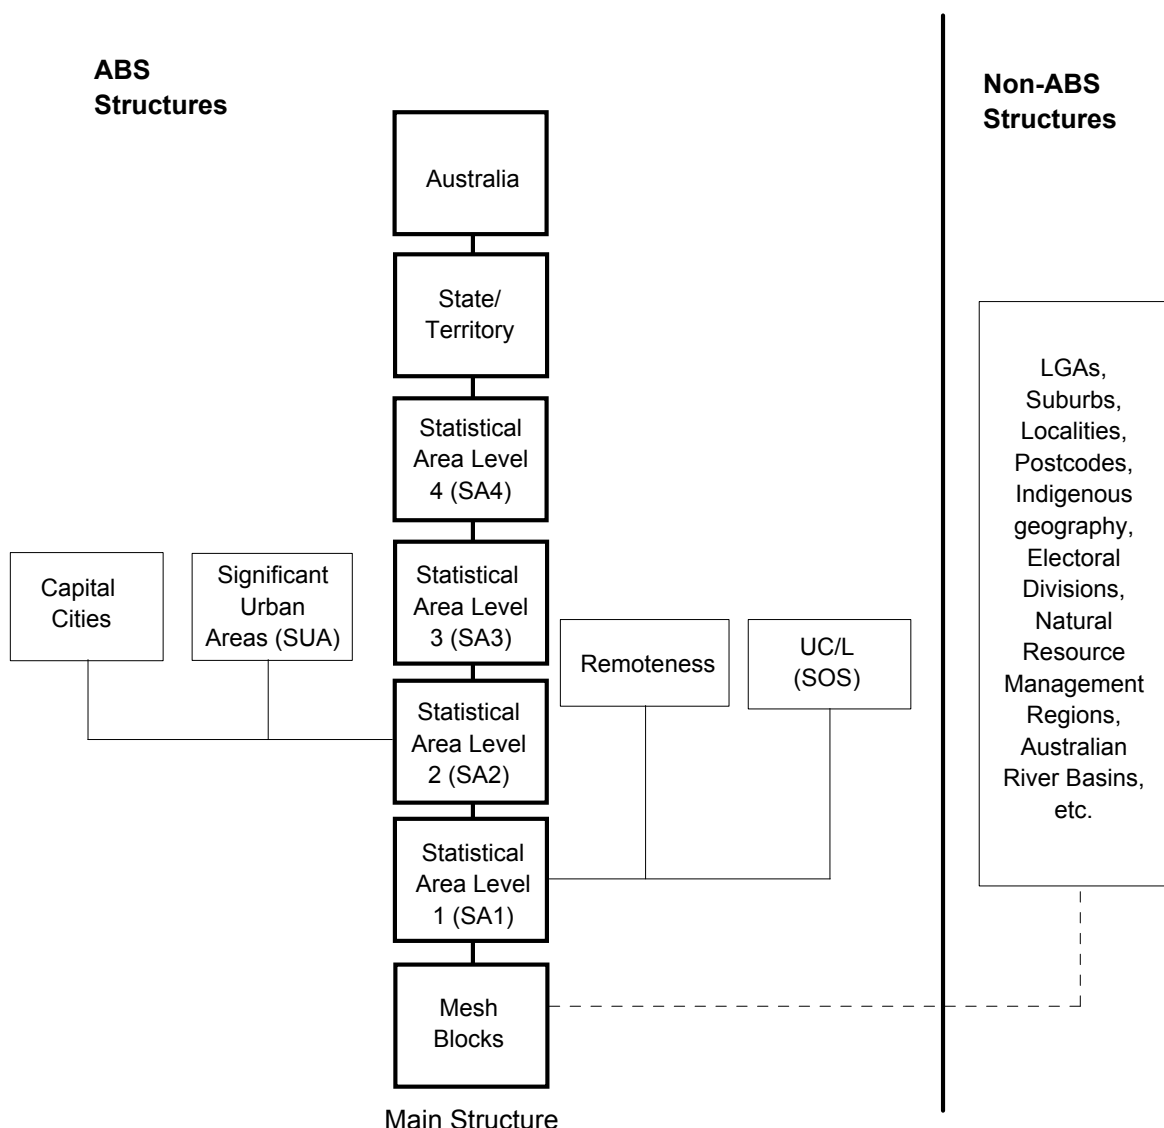 ABS
Structures
Non-ABS
Structures
Australia
State/
Territory
Statistical
Area Level
4 (SA4)
Capital
Cities
Significant
Urban
Areas (SUA)
Statistical
Area Level
3 (SA3)
Remoteness
UC/L
(SOS)
Statistical
Area Level
2 (SA2)
Statistical
Area Level
1 (SA1)
Mesh
Blocks
Main Structure
LGAs,
Suburbs,
Localities,
Postcodes,
Indigenous
geography,
Electoral
Divisions,
Natural
Resource
Management
Regions,
Australian
River Basins,
etc.